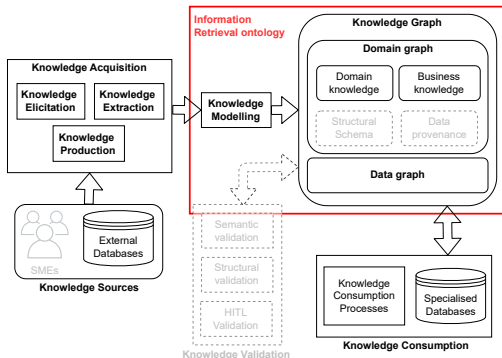 Information
Retrieval ontology
Knowledge Graph
Domain graph
Domain
knowledge
Business
knowledge
Structural
Schema
Data
provenance
Data graph
Knowledge Acquisition
Knowledge
Elicitation
Knowledge
Extraction
Knowledge
Production
Knowledge
Modelling
SMEs
External
Databases
Knowledge Sources
Semantic
validation
Structural
validation
HITL
Validation
Knowledge Validation
Knowledge
Consumption
Processes
Specialised
Databases
Knowledge Consumption